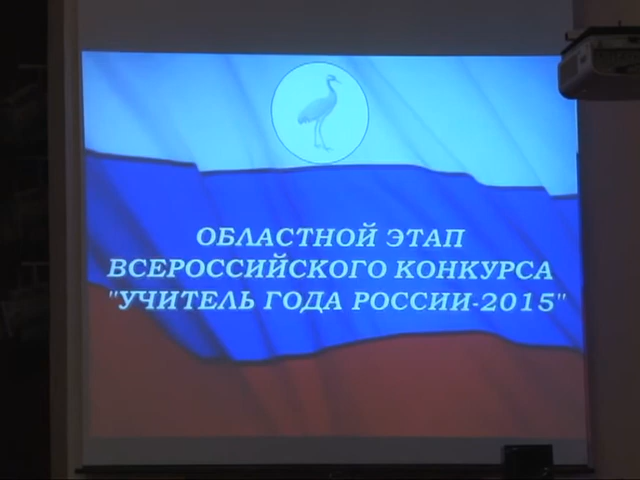 ОБЛАСТНОЙ ЭТАП
ВСЕРОССИЙСКОГО КОНКУРСА
"УЧИТЕЛЬ ГОДА РОССИИ-2015"